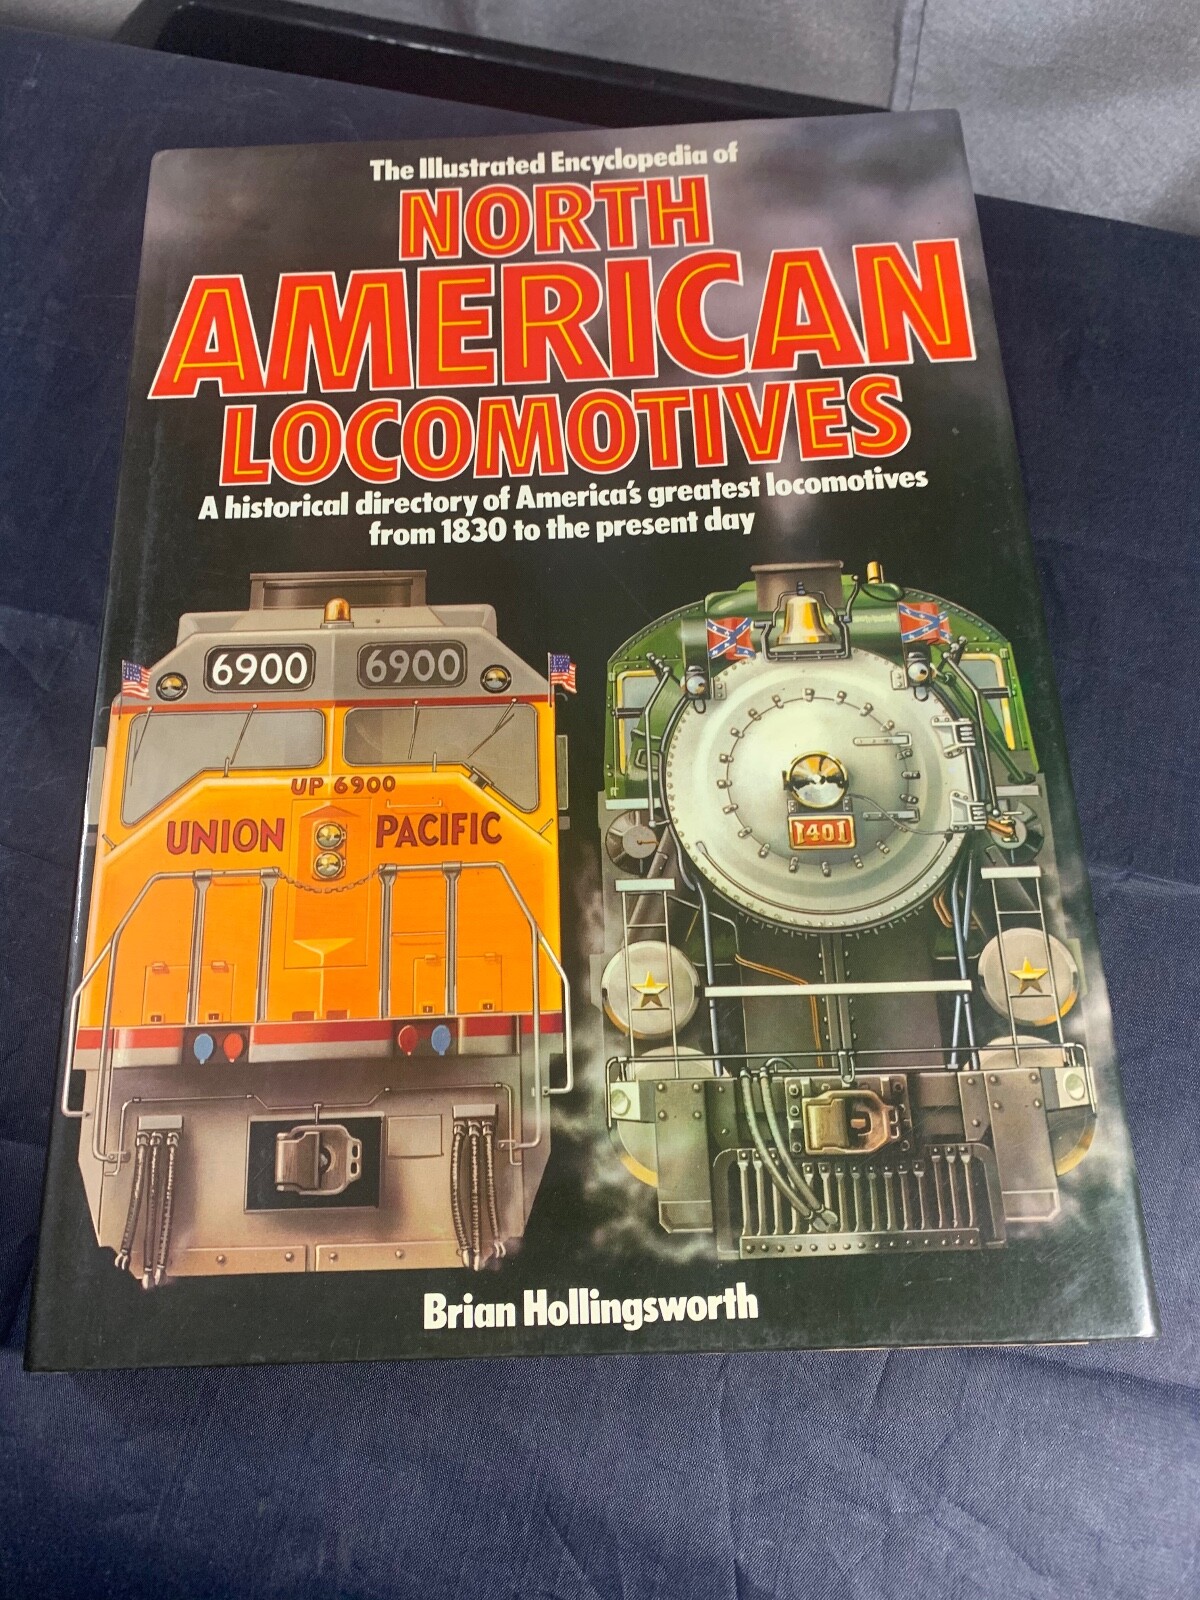 The Illustrated Encyclopedia of
NORTH
AMERICAN
LOCOMOTIVES
A historical directory of America's greatest locomotives
from 1830 to the present day
6900 6900
UP 6900
UNION PACIFIC
1401
Brian Hollingsworth